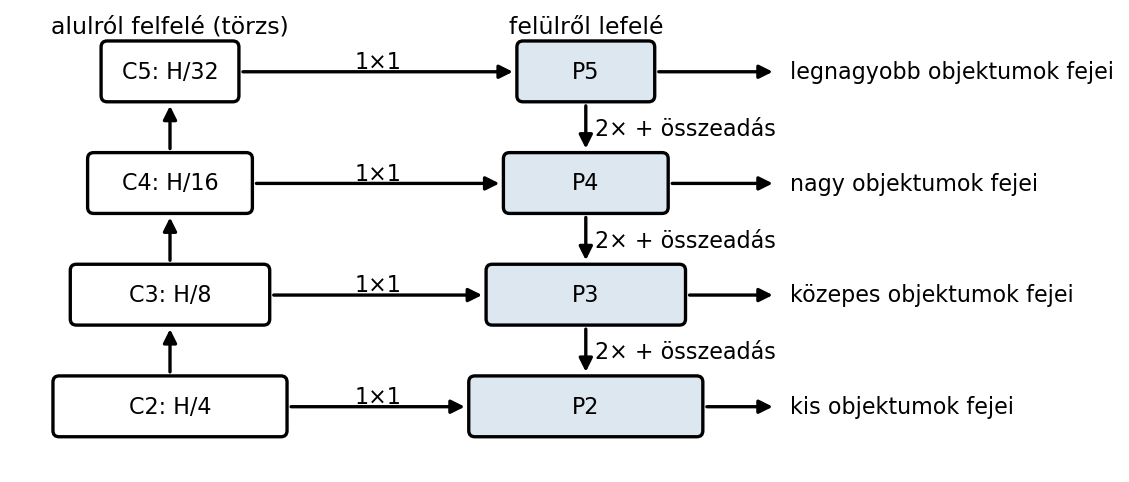 alulról felfelé (törzs)
felülről lefelé
C5: H/32
1×1
P5
legnagyobb objektumok fejei
2× + összeadás
C4: H/16
1×1
P4
nagy objektumok fejei
2× + összeadás
C3: H/8
1×1
P3
közepes objektumok fejei
2× + összeadás
C2: H/4
1×1
P2
kis objektumok fejei